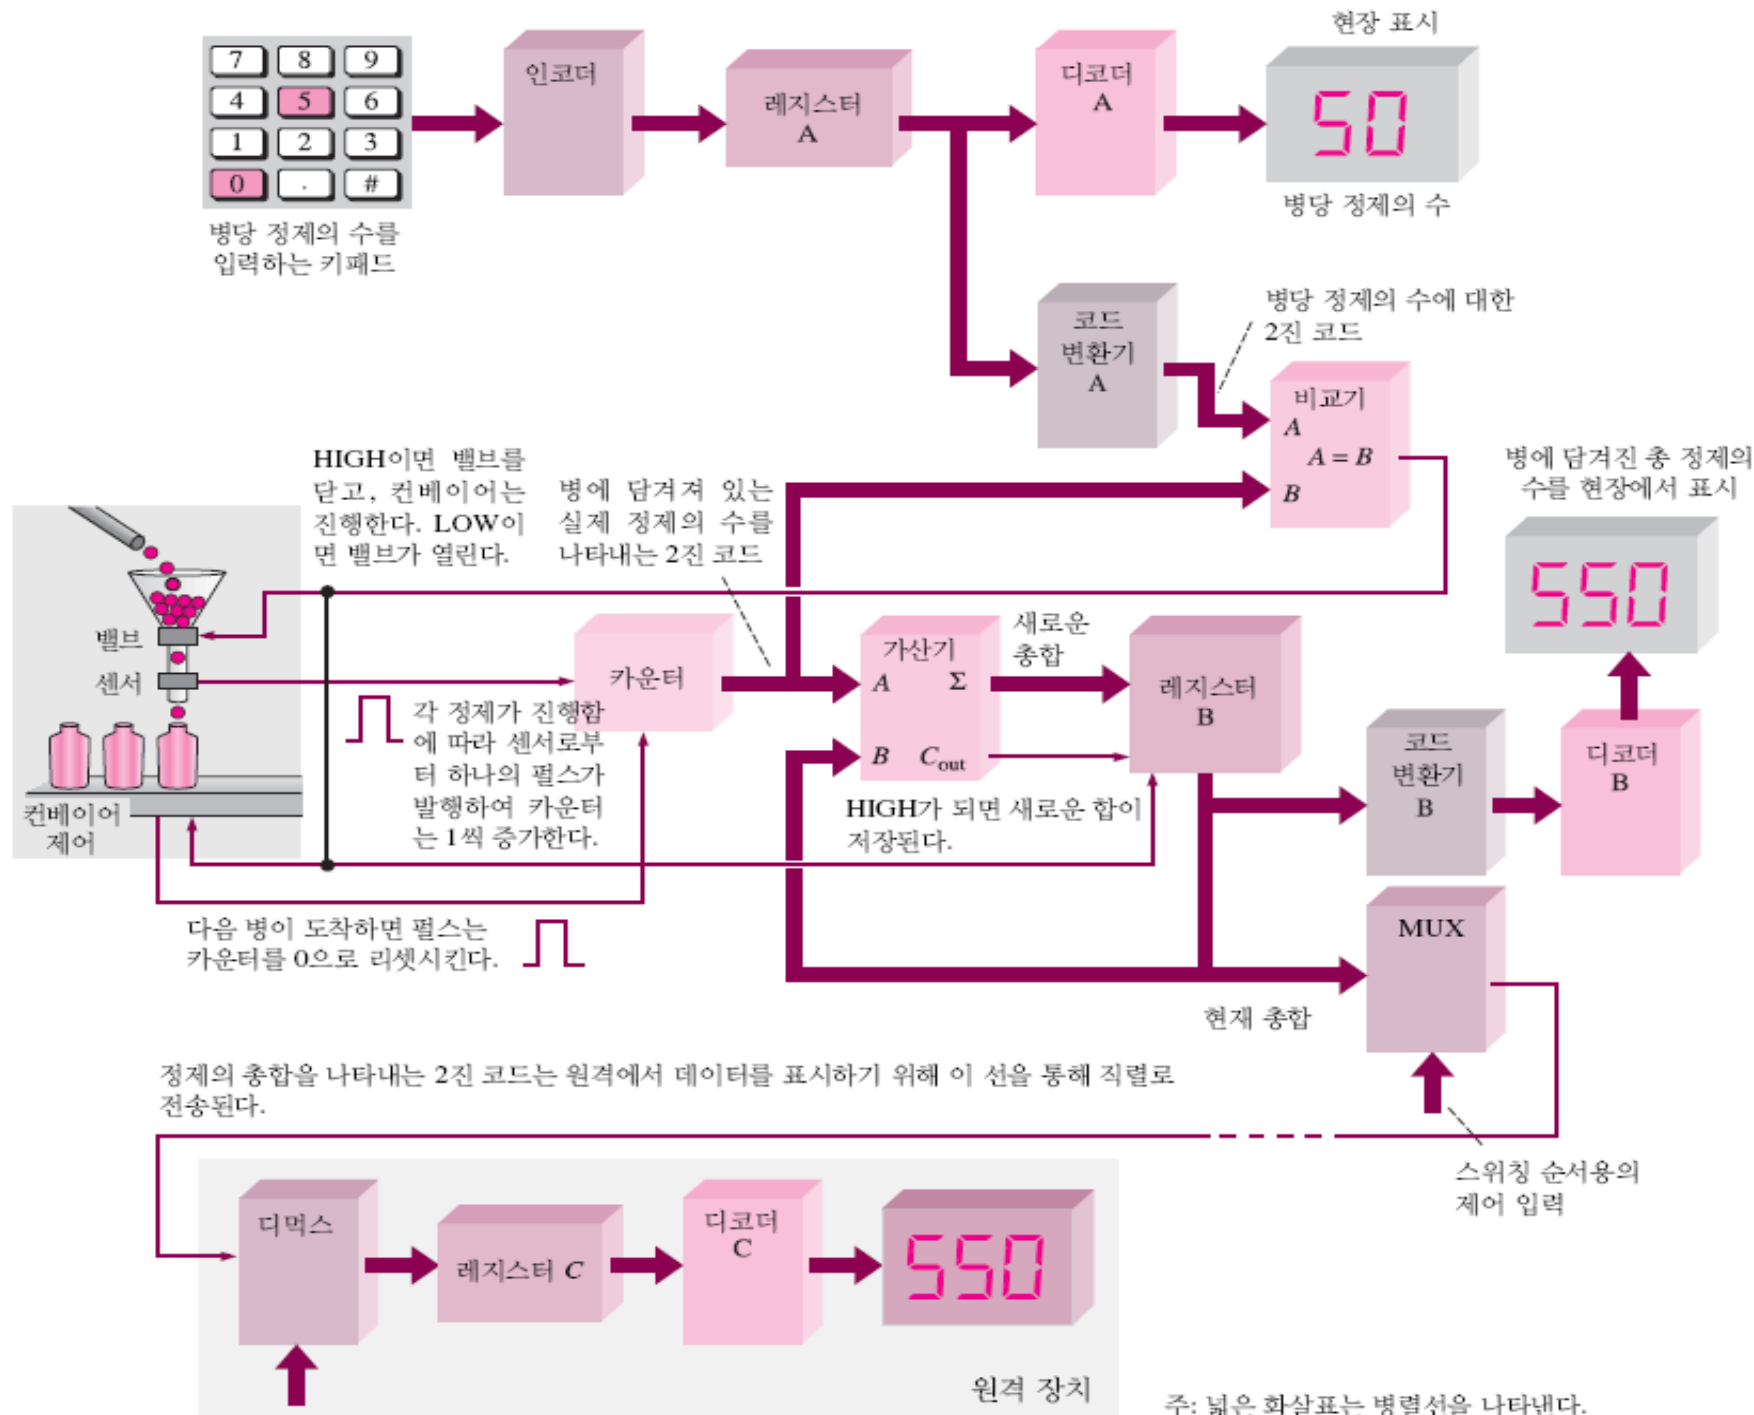 현장 표시
7 8 9
4 5 6
1 2 3
0 . #
병당 정제의 수를
입력하는 키패드
인코더
레지스터
A
디코더
A
50
병당 정제의 수
코드
변환기
A
병당 정제의 수에 대한
2진 코드
비교기
A
A = B
B
병에 담겨진 총 정제의
수를 현장에서 표시
550
HIGH이면 밸브를
닫고, 컨베이어는
진행한다. LOW이
면 밸브가 열린다.
병에 담겨져 있는
실제 정제의 수를
나타내는 2진 코드
밸브
센서
컨베이어
제어
카운터
각 정제가 진행함
에 따라 센서로부
터 하나의 펄스가
발행하여 카운터
는 1씩 증가한다.
가산기
A Σ
B Cout
새로운
총합
레지스터
B
HIGH가 되면 새로운 합이
저장된다.
코드
변환기
B
디코더
B
다음 병이 도착하면 펄스는
카운터를 0으로 리셋시킨다.
MUX
현재 총합
정제의 총합을 나타내는 2진 코드는 원격에서 데이터를 표시하기 위해 이 선을 통해 직렬로
전송된다.
스위칭 순서용의
제어 입력
디먹스
레지스터 C
디코더
C
550
원격 장치
주: 넓은 화살표는 병렬선을 나타낸다.